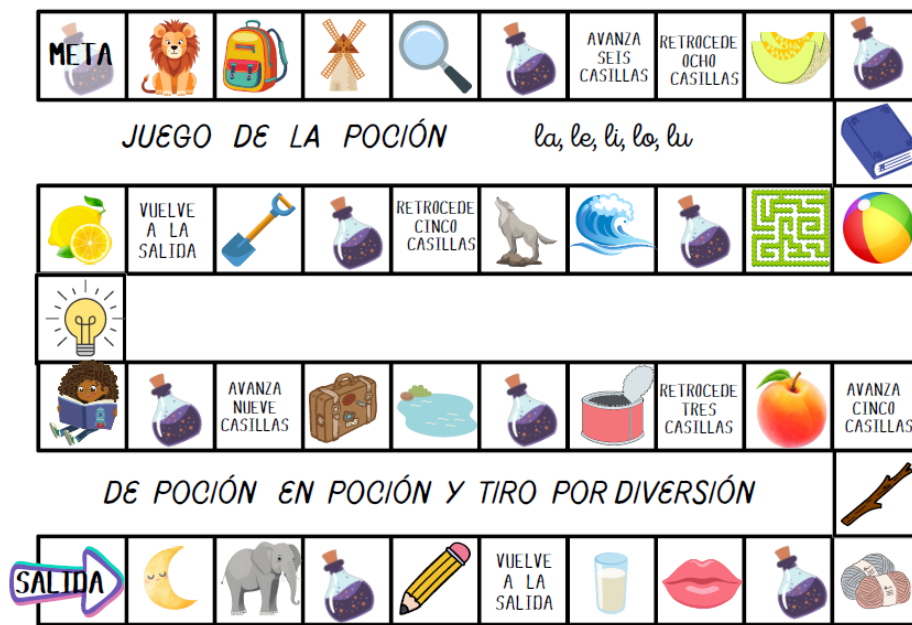 META
AVANZA
SEIS
CASILLAS
RETROCEDE
OCHO
CASILLAS
JUEGO DE LA POCIÓN
la, le, li, lo, lu
VUELVE
A LA
SALIDA
RETROCEDE
CINCO
CASILLAS
AVANZA
NUEVE
CASILLAS
RETROCEDE
TRES
CASILLAS
AVANZA
CINCO
CASILLAS
DE POCIÓN EN POCIÓN Y TIRO POR DIVERSIÓN
SALIDA
VUELVE
A LA
SALIDA